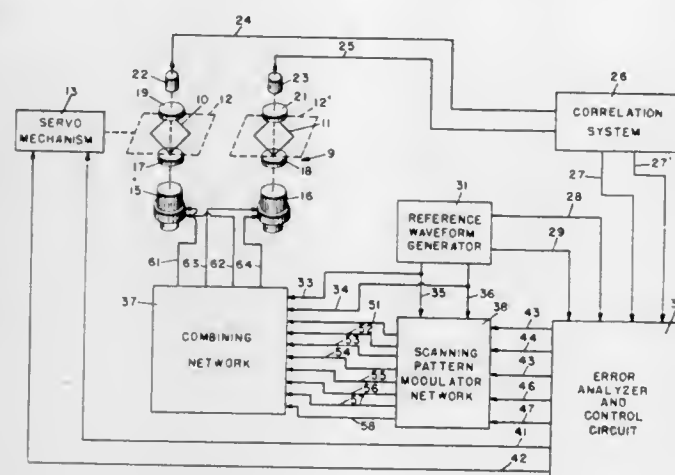 24
25
22
23
26
13
19
10
12
21
12'
SERVO
MECHANISM
11
CORRELATION
SYSTEM
17
18
9
27
27'
15
16
31
28
REFERENCE
WAVEFORM
GENERATOR
29
61
63
62
64
33
34
35
36
37
51
38
43
52
44
COMBINING
NETWORK
53
54
SCANNING
PATTERN
MODULATOR
NETWORK
43
55
46
ERROR
ANALYZER
AND
CONTROL
CIRCUIT
56
57
47
58
41
42